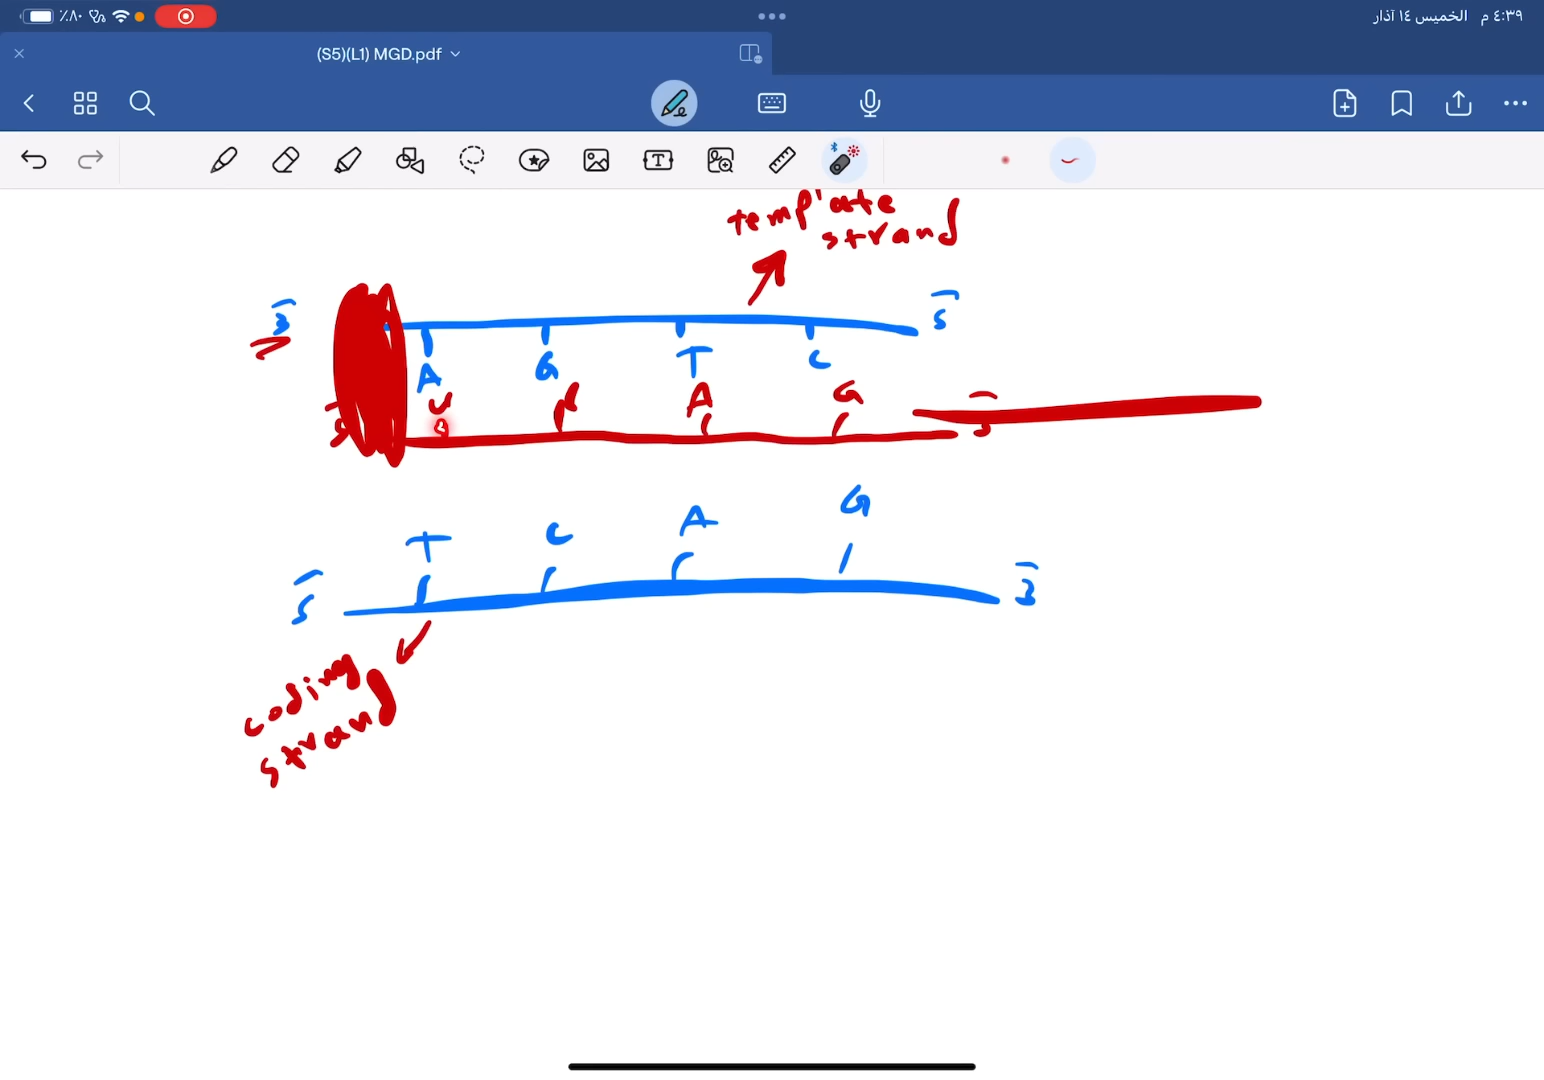 ٪٨٠
٤:٣٩ م الخميس ١٤ آذار
(S5)(L1) MGD.pdf
template
strand
3 5
A G T C
U C A G
5 3
T C A G
5 3
coding
strand